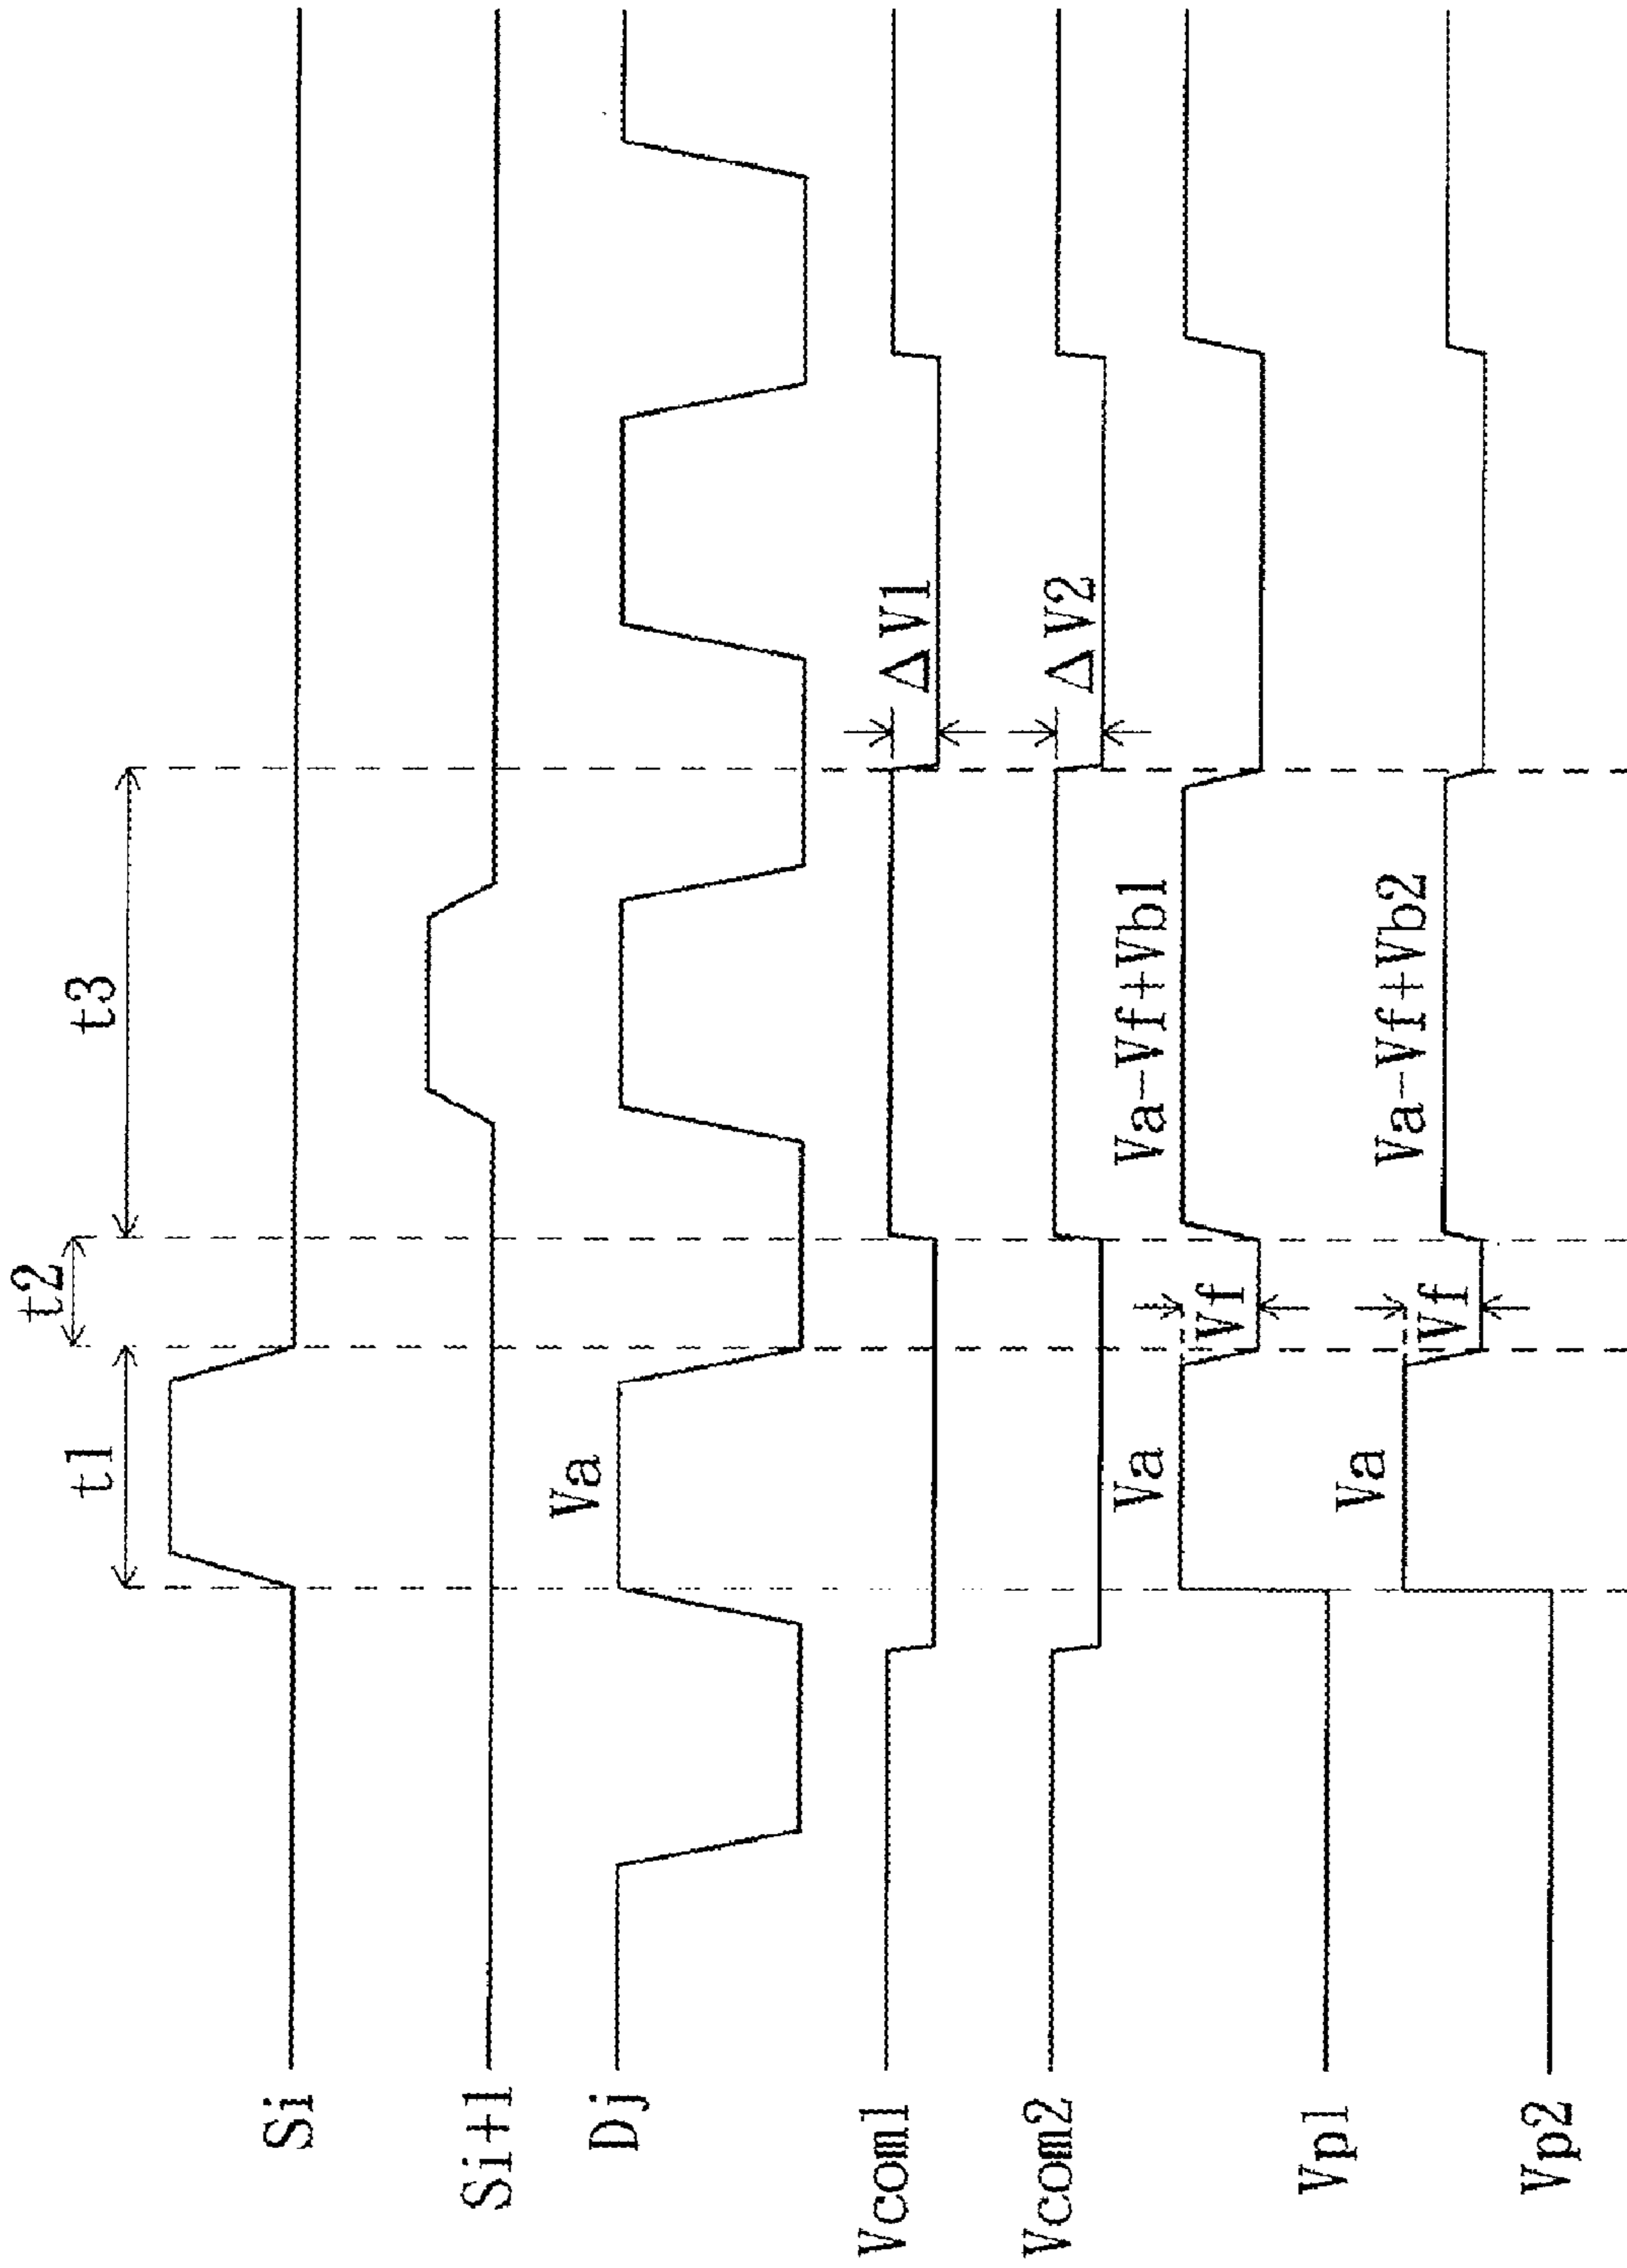 t2
t1
t3
Si
Si+1
Dj
Va
Vcom1
ΔV1
Vcom2
ΔV2
Vp1
Va
Vf
Va-Vf+Vb1
Vp2
Va
Vf
Va-Vf+Vb2